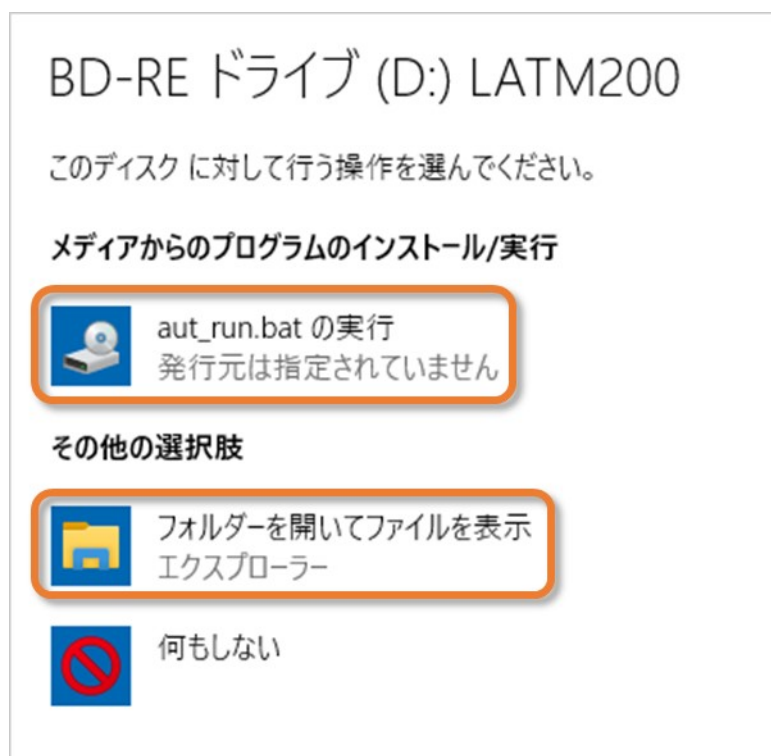 BD-RE ドライブ (D:) LATM200
このディスク に対して行う操作を選んでください。
メディアからのプログラムのインストール/実行
aut_run.bat の実行
発行元は指定されていません
その他の選択肢
フォルダーを開いてファイルを表示
エクスプローラー
何もしない